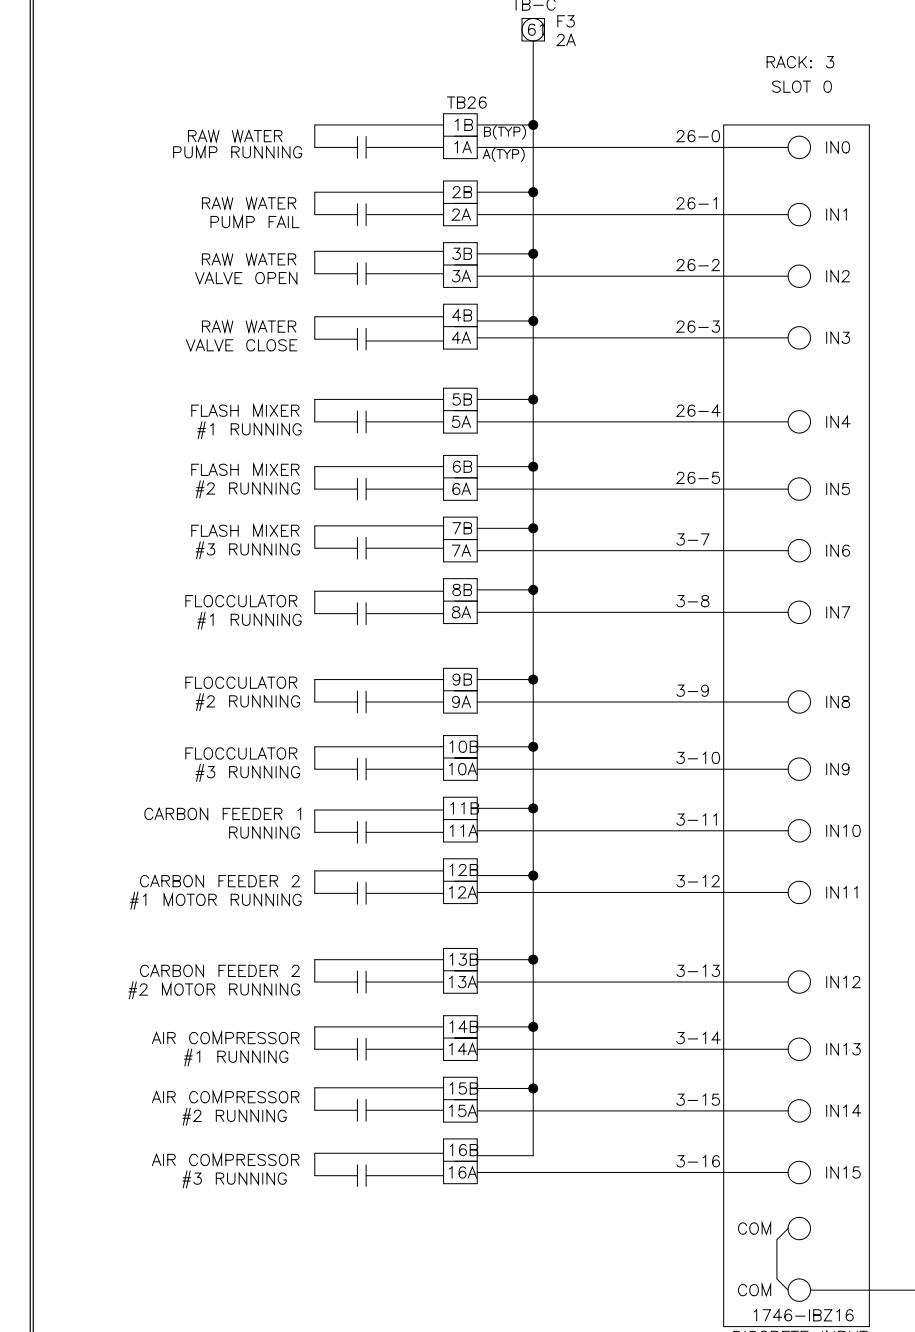 TB-C
61 F3
2A
RACK: 3
SLOT 0
TB26
RAW WATER
PUMP RUNNING
1B B(TYP)
1A A(TYP)
26-0
IN0
RAW WATER
PUMP FAIL
2B
2A
26-1
IN1
RAW WATER
VALVE OPEN
3B
3A
26-2
IN2
RAW WATER
VALVE CLOSE
4B
4A
26-3
IN3
FLASH MIXER
#1 RUNNING
5B
5A
26-4
IN4
FLASH MIXER
#2 RUNNING
6B
6A
26-5
IN5
FLASH MIXER
#3 RUNNING
7B
7A
3-7
IN6
FLOCCULATOR
#1 RUNNING
8B
8A
3-8
IN7
FLOCCULATOR
#2 RUNNING
9B
9A
3-9
IN8
FLOCCULATOR
#3 RUNNING
10B
10A
3-10
IN9
CARBON FEEDER 1
RUNNING
11B
11A
3-11
IN10
CARBON FEEDER 2
#1 MOTOR RUNNING
12B
12A
3-12
IN11
CARBON FEEDER 2
#2 MOTOR RUNNING
13B
13A
3-13
IN12
AIR COMPRESSOR
#1 RUNNING
14B
14A
3-14
IN13
AIR COMPRESSOR
#2 RUNNING
15B
15A
3-15
IN14
AIR COMPRESSOR
#3 RUNNING
16B
16A
3-16
IN15
COM
COM
1746-IBZ16
DISCRETE INPUT